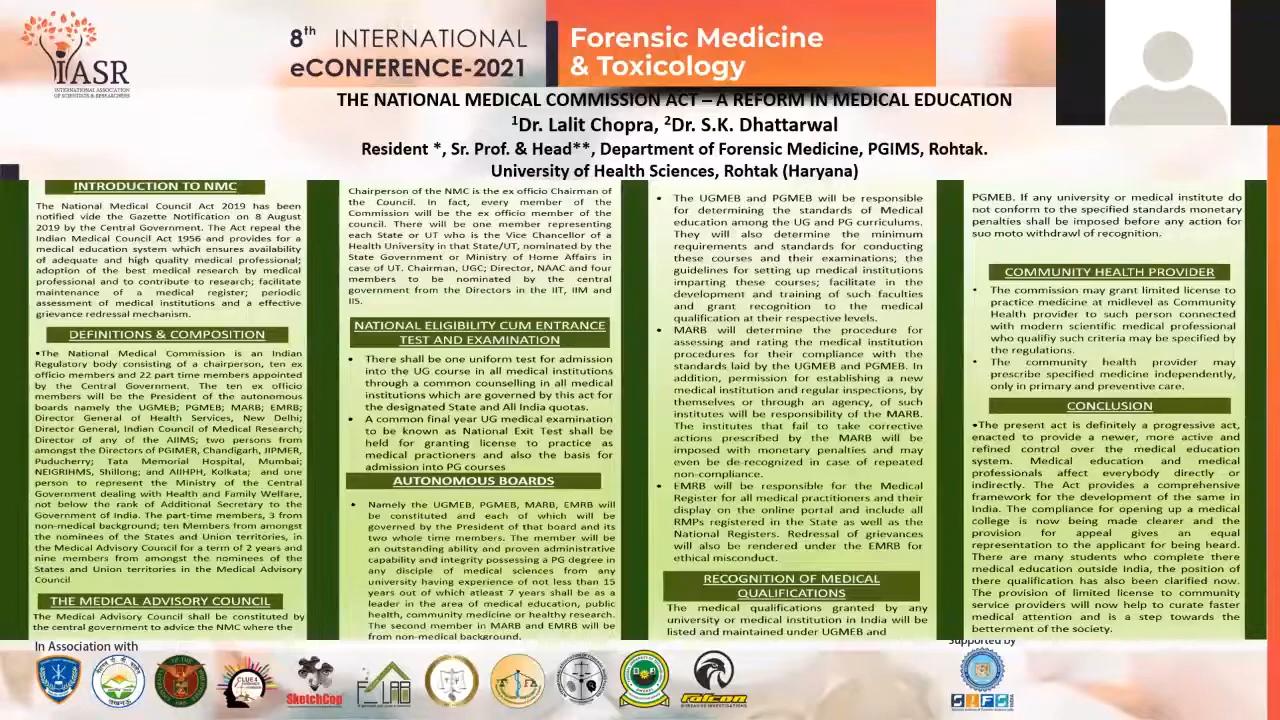 IASR
INTERNATIONAL ASSOCIATION
OF SCIENTISTS & RESEARCHERS
8th INTERNATIONAL
eCONFERENCE-2021
Forensic Medicine
& Toxicology
THE NATIONAL MEDICAL COMMISSION ACT – A REFORM IN MEDICAL EDUCATION
1Dr. Lalit Chopra, 2Dr. S.K. Dhattarwal
Resident *, Sr. Prof. & Head**, Department of Forensic Medicine, PGIMS, Rohtak.
University of Health Sciences, Rohtak (Haryana)
INTRODUCTION TO NMC
The National Medical Council Act 2019 has been
notified vide the Gazette Notification on 8 August
2019 by the Central Government. The Act repeal the
Indian Medical Council Act 1956 and provides for a
medical education system which ensures availability
of adequate and high quality medical professional;
adoption of the best medical research by medical
professional and to contribute to research; facilitate
maintenance of a medical register; periodic
assessment of medical institutions and a effective
grievance redressal mechanism.
DEFINITIONS & COMPOSITION
•The National Medical Commission is an Indian
Regulatory body consisting of a chairperson, ten ex
officio members and 22 part time members appointed
by the Central Government. The ten ex officio
members will be the President of the autonomous
boards namely the UGMEB; PGMEB; MARB; EMRB;
Director General of Health Services, New Delhi;
Director General, Indian Council of Medical Research;
Director of any of the AIIMS; two persons from
amongst the Directors of PGIMER, Chandigarh, JIPMER,
Puducherry; Tata Memorial Hospital, Mumbai;
NEIGRIHMS, Shillong; and AIIHPH, Kolkata; and one
person to represent the Ministry of the Central
Government dealing with Health and Family Welfare,
not below the rank of Additional Secretary to the
Government of India. The part-time members, 3 from
non-medical background; ten Members from amongst
the nominees of the States and Union territories, in
the Medical Advisory Council for a term of 2 years and
nine members from amongst the nominees of the
States and Union territories in the Medical Advisory
Council
THE MEDICAL ADVISORY COUNCIL
The Medical Advisory Council shall be constituted by
the central government to advice the NMC where the
Chairperson of the NMC is the ex officio Chairman of
the Council. In fact, every member of the
Commission will be the ex officio member of the
council. There will be one member representing
each State or UT who is the Vice Chancellor of a
Health University in that State/UT, nominated by the
State Government or Ministry of Home Affairs in
case of UT. Chairman, UGC; Director, NAAC and four
members to be nominated by the central
government from the Directors in the IIT, IIM and
IIS.
NATIONAL ELIGIBILITY CUM ENTRANCE
TEST AND EXAMINATION
• There shall be one uniform test for admission
into the UG course in all medical institutions
through a common counselling in all medical
institutions which are governed by this act for
the designated State and All India quotas.
• A common final year UG medical examination
to be known as National Exit Test shall be
held for granting license to practice as
medical practioners and also the basis for
admission into PG courses
AUTONOMOUS BOARDS
• Namely the UGMEB, PGMEB, MARB, EMRB will
be constituted and each of which will be
governed by the President of that board and its
two whole time members. The member will be
an outstanding ability and proven administrative
capability and integrity possessing a PG degree in
any disciple of medical sciences from any
university having experience of not less than 15
years out of which atleast 7 years shall be as a
leader in the area of medical education, public
health, community medicine or healthy research.
The second member in MARB and EMRB will be
from non-medical background.
• The UGMEB and PGMEB will be responsible
for determining the standards of Medical
education among the UG and PG curriculums.
They will also determine the minimum
requirements and standards for conducting
these courses and their examinations; the
guidelines for setting up medical institutions
imparting these courses; facilitate in the
development and training of such faculties
and grant recognition to the medical
qualification at their respective levels.
• MARB will determine the procedure for
assessing and rating the medical institution
procedures for their compliance with the
standards laid by the UGMEB and PGMEB. In
addition, permission for establishing a new
medical institution and regular inspections, by
themselves or through an agency, of such
institutes will be responsibility of the MARB.
The institutes that fail to take corrective
actions prescribed by the MARB will be
imposed with monetary penalties and may
even be de-recognized in case of repeated
non-compliance.
• EMRB will be responsible for the Medical
Register for all medical practitioners and their
display on the online portal and include all
RMPs registered in the State as well as the
National Registers. Redressal of grievances
will also be rendered under the EMRB for
ethical misconduct.
RECOGNITION OF MEDICAL
QUALIFICATIONS
The medical qualifications granted by any
university or medical institution in India will be
listed and maintained under UGMEB and
PGMEB. If any university or medical institute do
not conform to the specified standards monetary
penalties shall be imposed before any action for
suo moto withdrawl of recognition.
COMMUNITY HEALTH PROVIDER
• The commission may grant limited license to
practice medicine at midlevel as Community
Health provider to such person connected
with modern scientific medical professional
who qualifiy such criteria may be specified by
the regulations.
• The community health provider may
prescribe specified medicine independently,
only in primary and preventive care.
CONCLUSION
•The present act is definitely a progressive act,
enacted to provide a newer, more active and
refined control over the medical education
system. Medical education and medical
professionals affect everybody directly or
indirectly. The Act provides a comprehensive
framework for the development of the same in
India. The compliance for opening up a medical
college is now being made clearer and the
provision for appeal gives an equal
representation to the applicant for being heard.
There are many students who complete there
medical education outside India, the position of
there qualification has also been clarified now.
The provision of limited license to community
service providers will now help to curate faster
medical attention and is a step towards the
betterment of the society.
In Association with
Supported by
CLUE4
SketchCop
LAB
falcon
SIFS